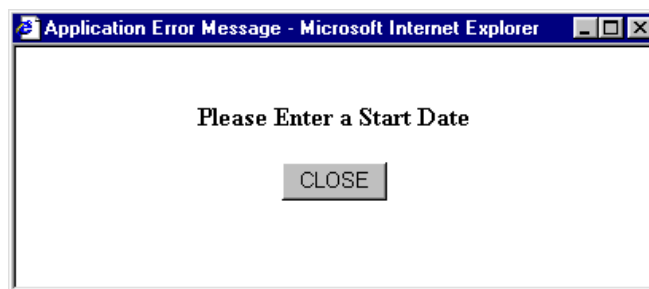 Application Error Message - Microsoft Internet Explorer
Please Enter a Start Date
CLOSE